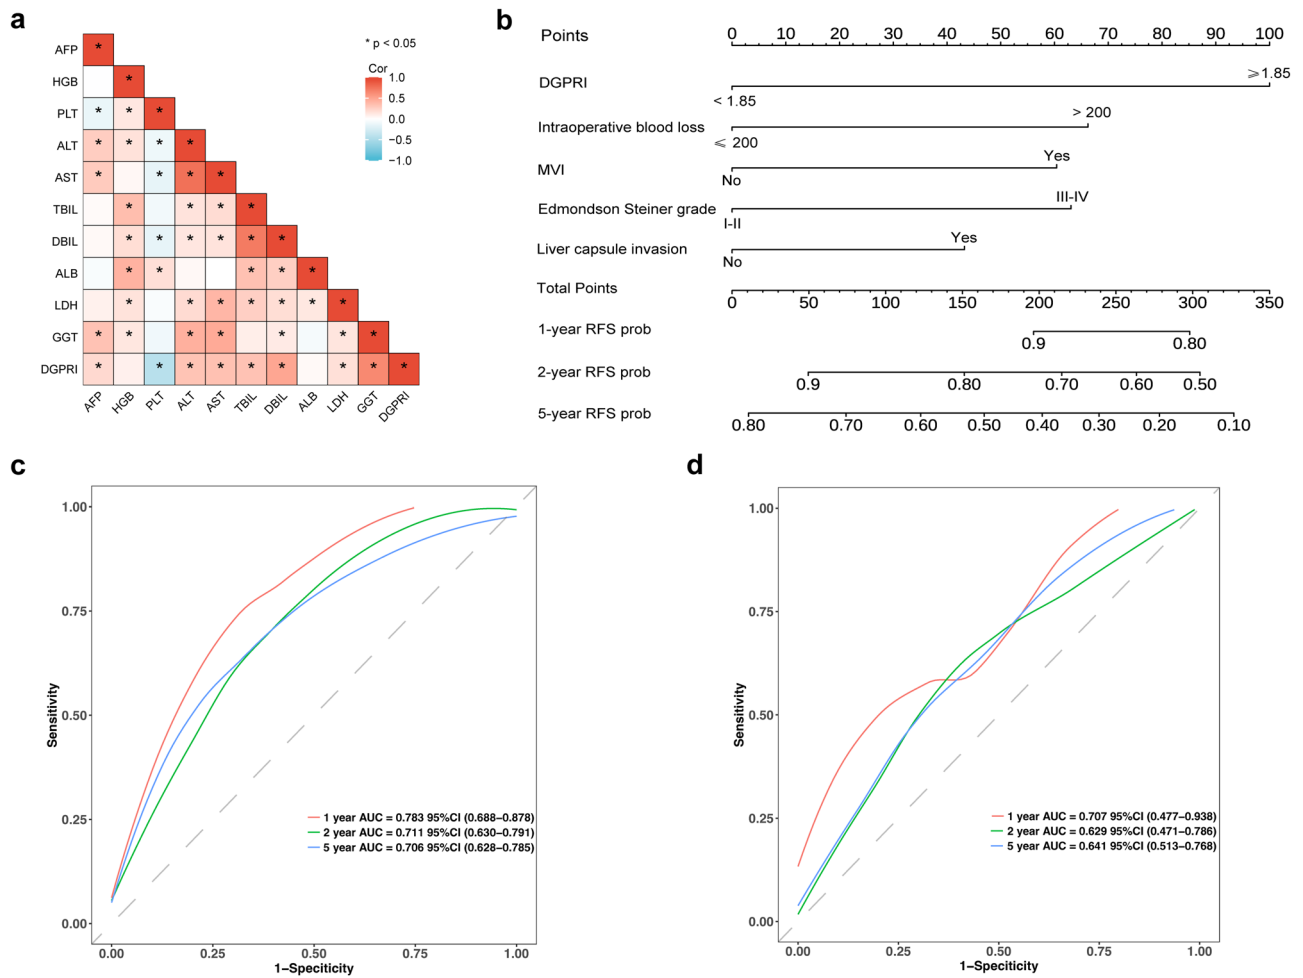 a
* p < 0.05
Cor
1.0
0.5
0.0
−0.5
−1.0
AFP
*
HGB
*
PLT
* * *
ALT
* * * *
AST
* * * *
TBIL
* * * *
DBIL
* * * * * *
ALB
* * * * *
LDH
* * * * * * *
GGT
* * * * * * *
DGPRI
* * * * * * * * *
AFP HGB PLT ALT AST TBIL DBIL ALB LDH GGT DGPRI
b
Points
0 10 20 30 40 50 60 70 80 90 100
DGPRI
⩾1.85
< 1.85
Intraoperative blood loss
> 200
⩽ 200
MVI
Yes
No
Edmondson Steiner grade
III-IV
I-II
Liver capsule invasion
Yes
No
Total Points
0 50 100 150 200 250 300 350
1-year RFS prob
0.9 0.80
2-year RFS prob
0.9 0.80 0.70 0.60 0.50
5-year RFS prob
0.80 0.70 0.60 0.50 0.40 0.30 0.20 0.10
c
1.00
0.75
0.50
0.25
0.00
Sensitivity
1 year AUC = 0.783 95%CI (0.688−0.878)
2 year AUC = 0.711 95%CI (0.630−0.791)
5 year AUC = 0.706 95%CI (0.628−0.785)
0.00 0.25 0.50 0.75 1.00
1−Speciticity
d
1.00
0.75
0.50
0.25
0.00
Sensitivity
1 year AUC = 0.707 95%CI (0.477−0.938)
2 year AUC = 0.629 95%CI (0.471−0.786)
5 year AUC = 0.641 95%CI (0.513−0.768)
0.00 0.25 0.50 0.75 1.00
1−Speciticity